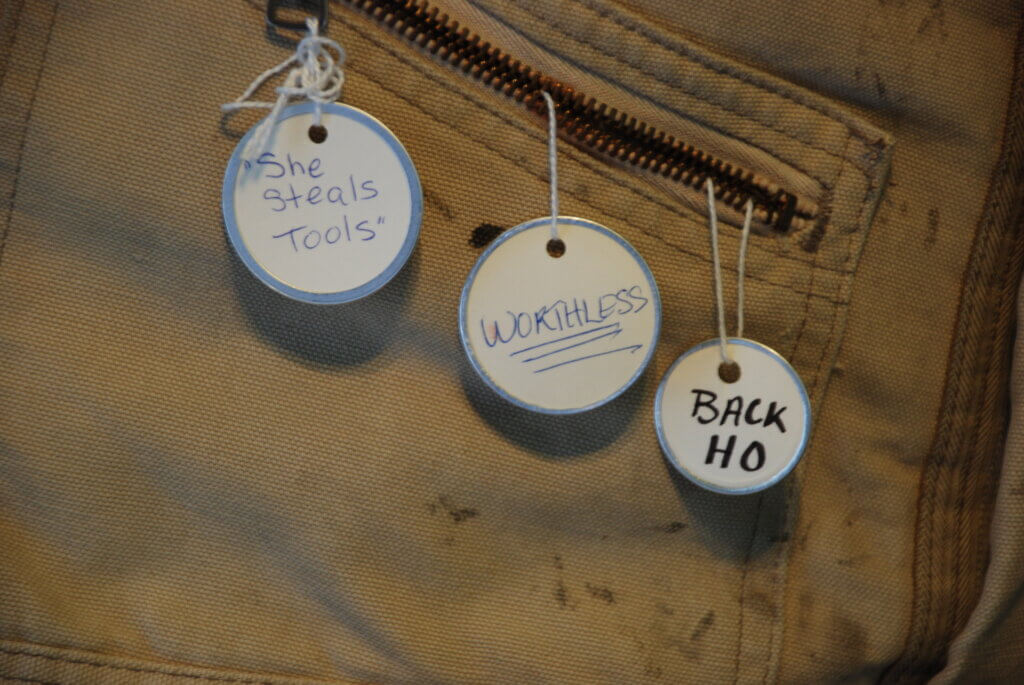 "She
steals
Tools"
WORTHLESS
BACK
HO